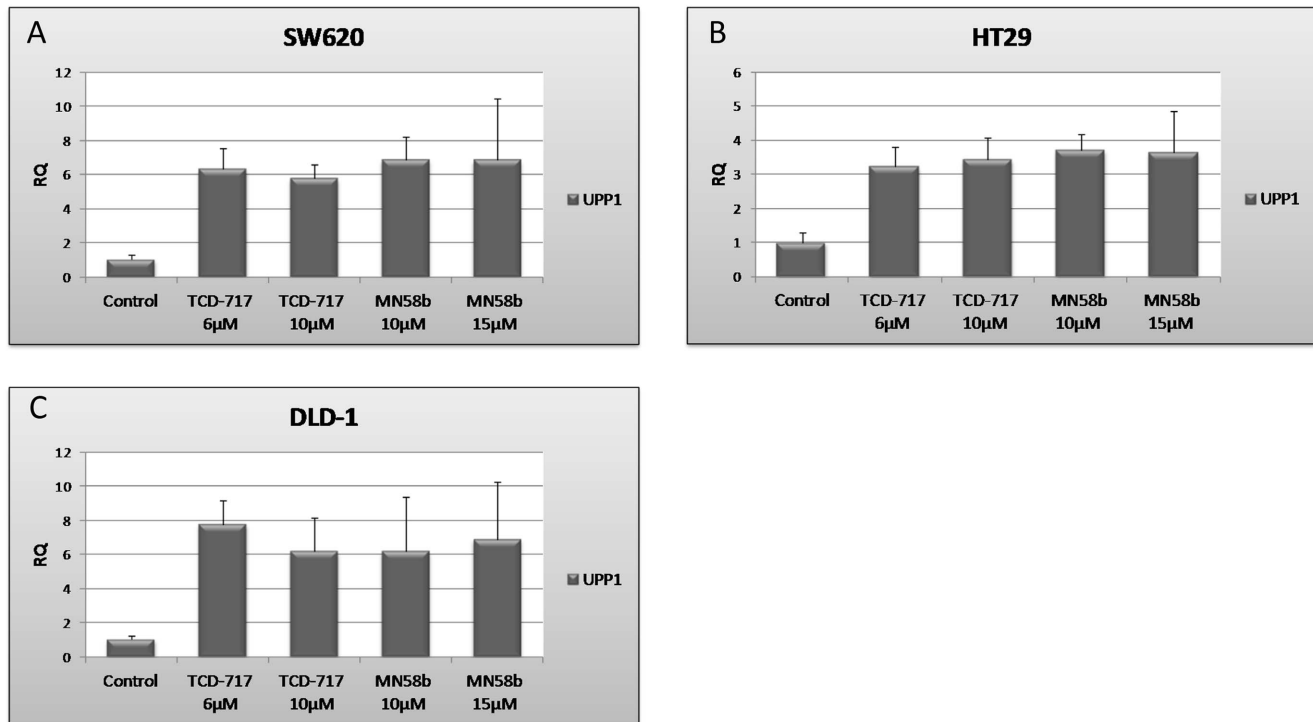 A
SW620
12
10
8
6
4
2
0
RQ
Control
TCD-717
6µM
TCD-717
10µM
MN58b
10µM
MN58b
15µM
UPP1
B
HT29
6
5
4
3
2
1
0
RQ
Control
TCD-717
6µM
TCD-717
10µM
MN58b
10µM
MN58b
15µM
UPP1
C
DLD-1
12
10
8
6
4
2
0
RQ
Control
TCD-717
6µM
TCD-717
10µM
MN58b
10µM
MN58b
15µM
UPP1